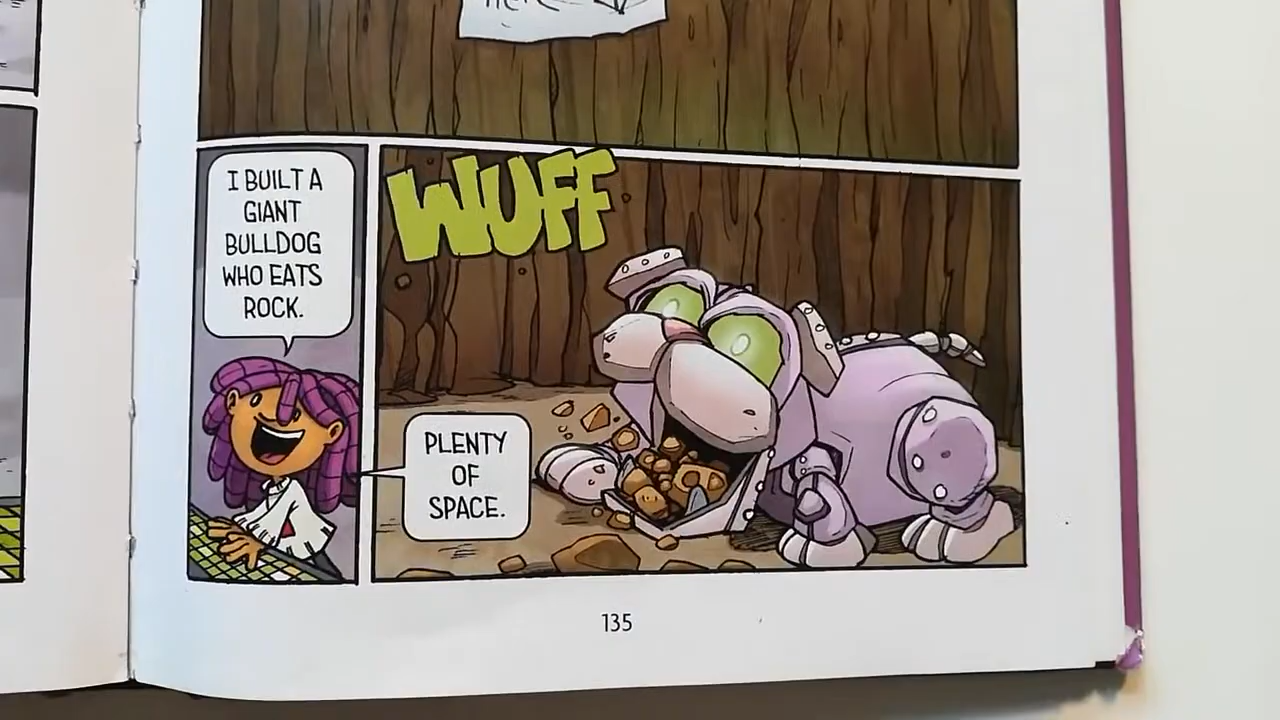 I BUILT A
GIANT
BULLDOG
WHO EATS
ROCK.
WUFF
PLENTY
OF
SPACE.
135